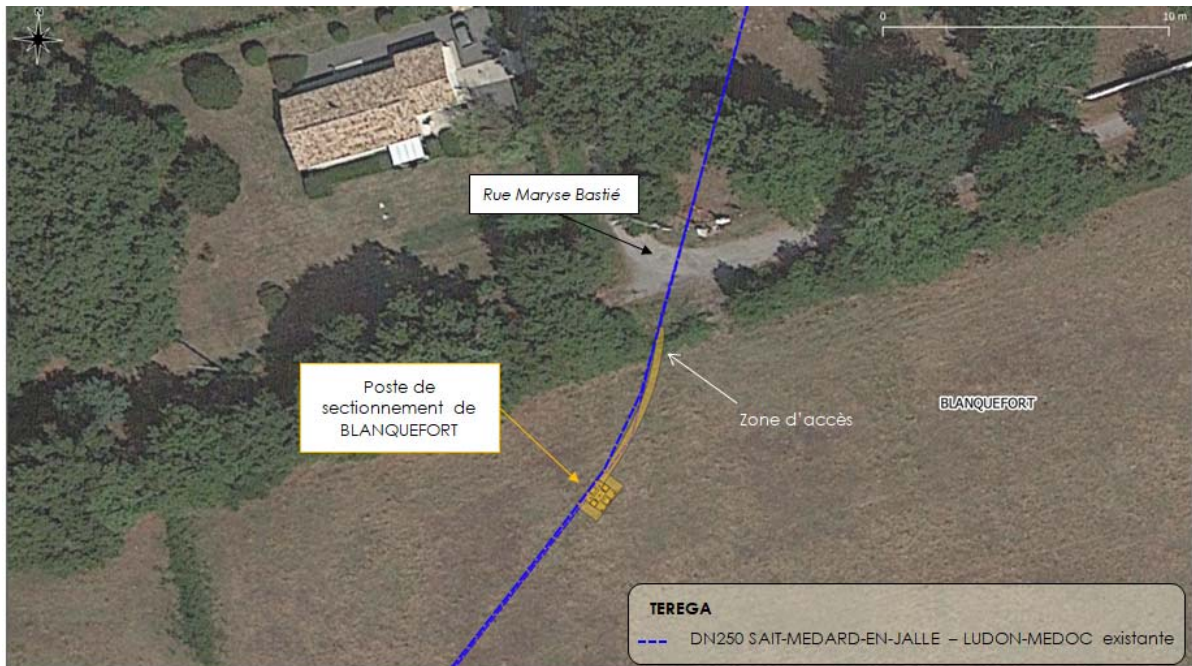 N
0
10 m
Rue Maryse Bastié
Poste de
sectionnement de
BLANQUEFORT
Zone d'accès
BLANQUEFORT
TEREGA
DN250 SAIT-MEDARD-EN-JALLE – LUDON-MEDOC existante